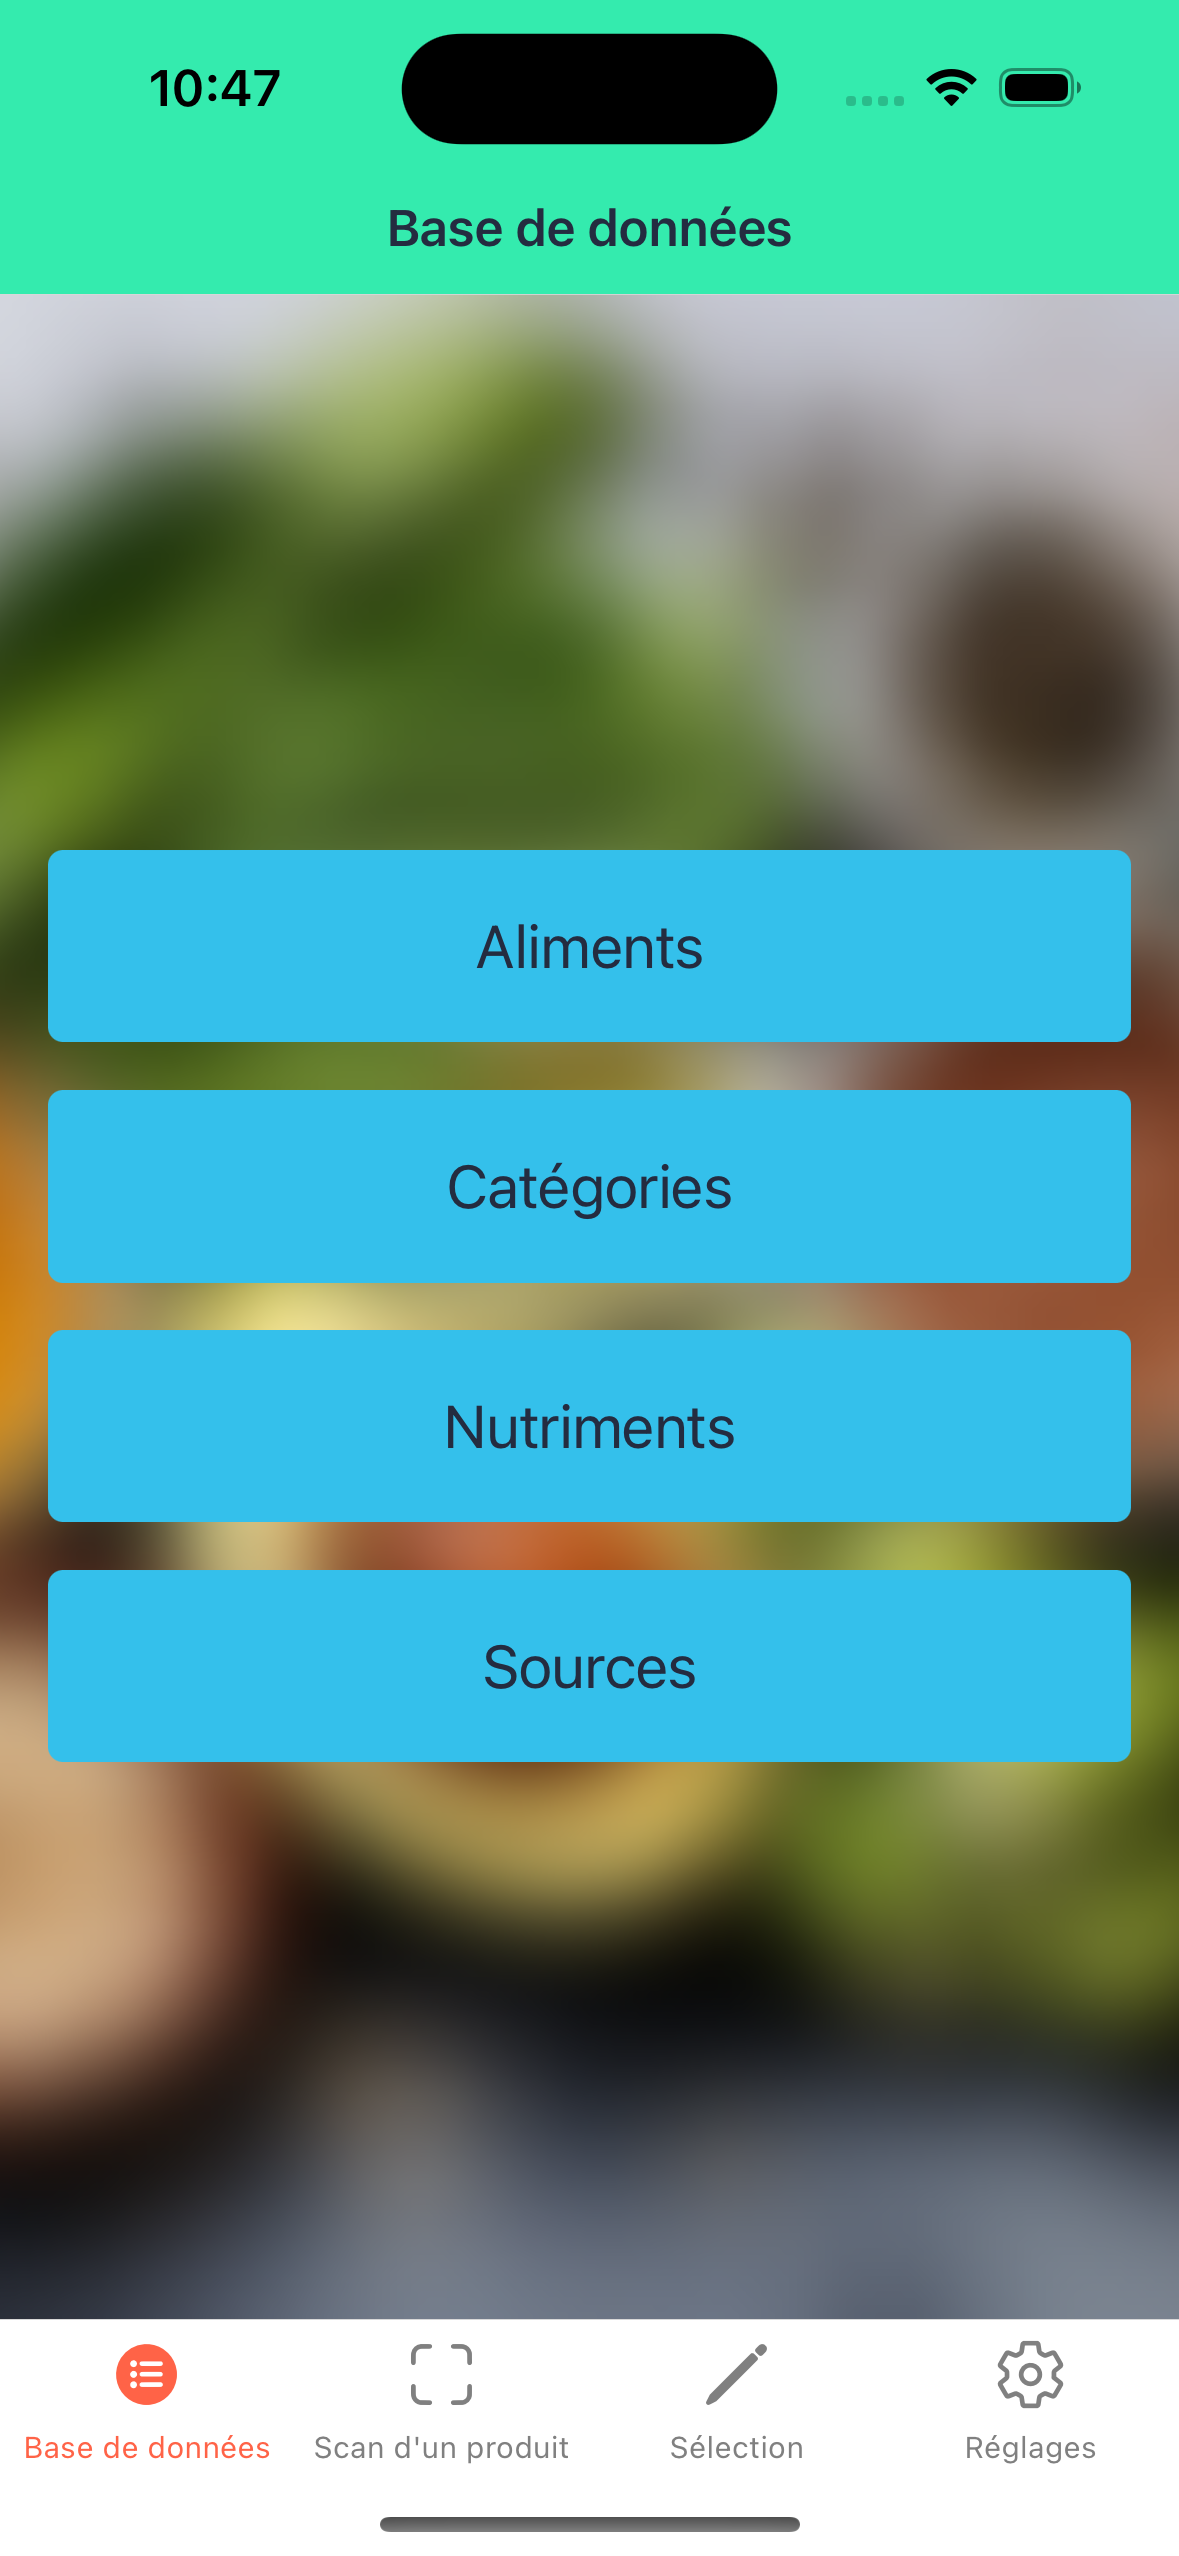 10:47
Base de données
Aliments
Catégories
Nutriments
Sources
Base de données
Scan d'un produit
Sélection
Réglages